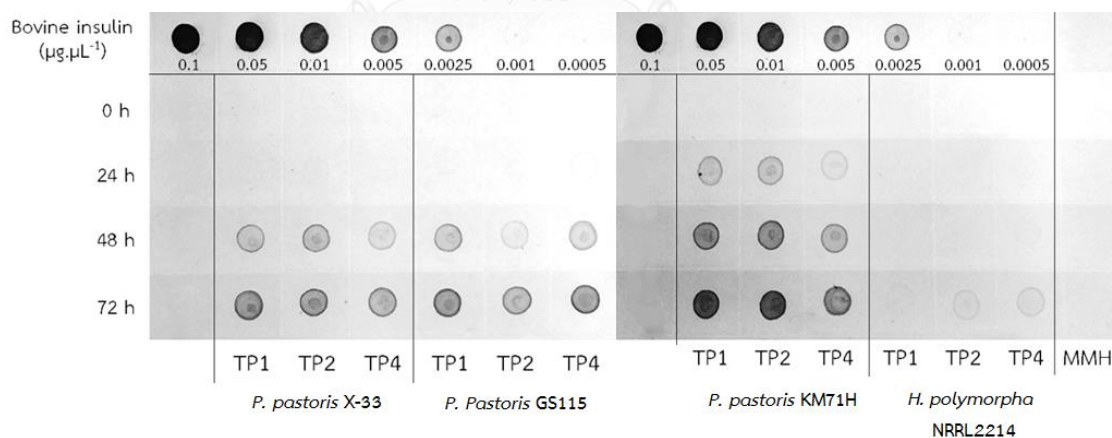 Bovine insulin
(µg.µL⁻¹)
0.1 0.05 0.01 0.005 0.0025 0.001 0.0005 0.1 0.05 0.01 0.005 0.0025 0.001 0.0005
0 h
24 h
48 h
72 h
TP1 TP2 TP4 TP1 TP2 TP4 TP1 TP2 TP4 TP1 TP2 TP4 MMH
P. pastoris X-33 P. Pastoris GS115 P. pastoris KM71H H. polymorpha
NRRL2214